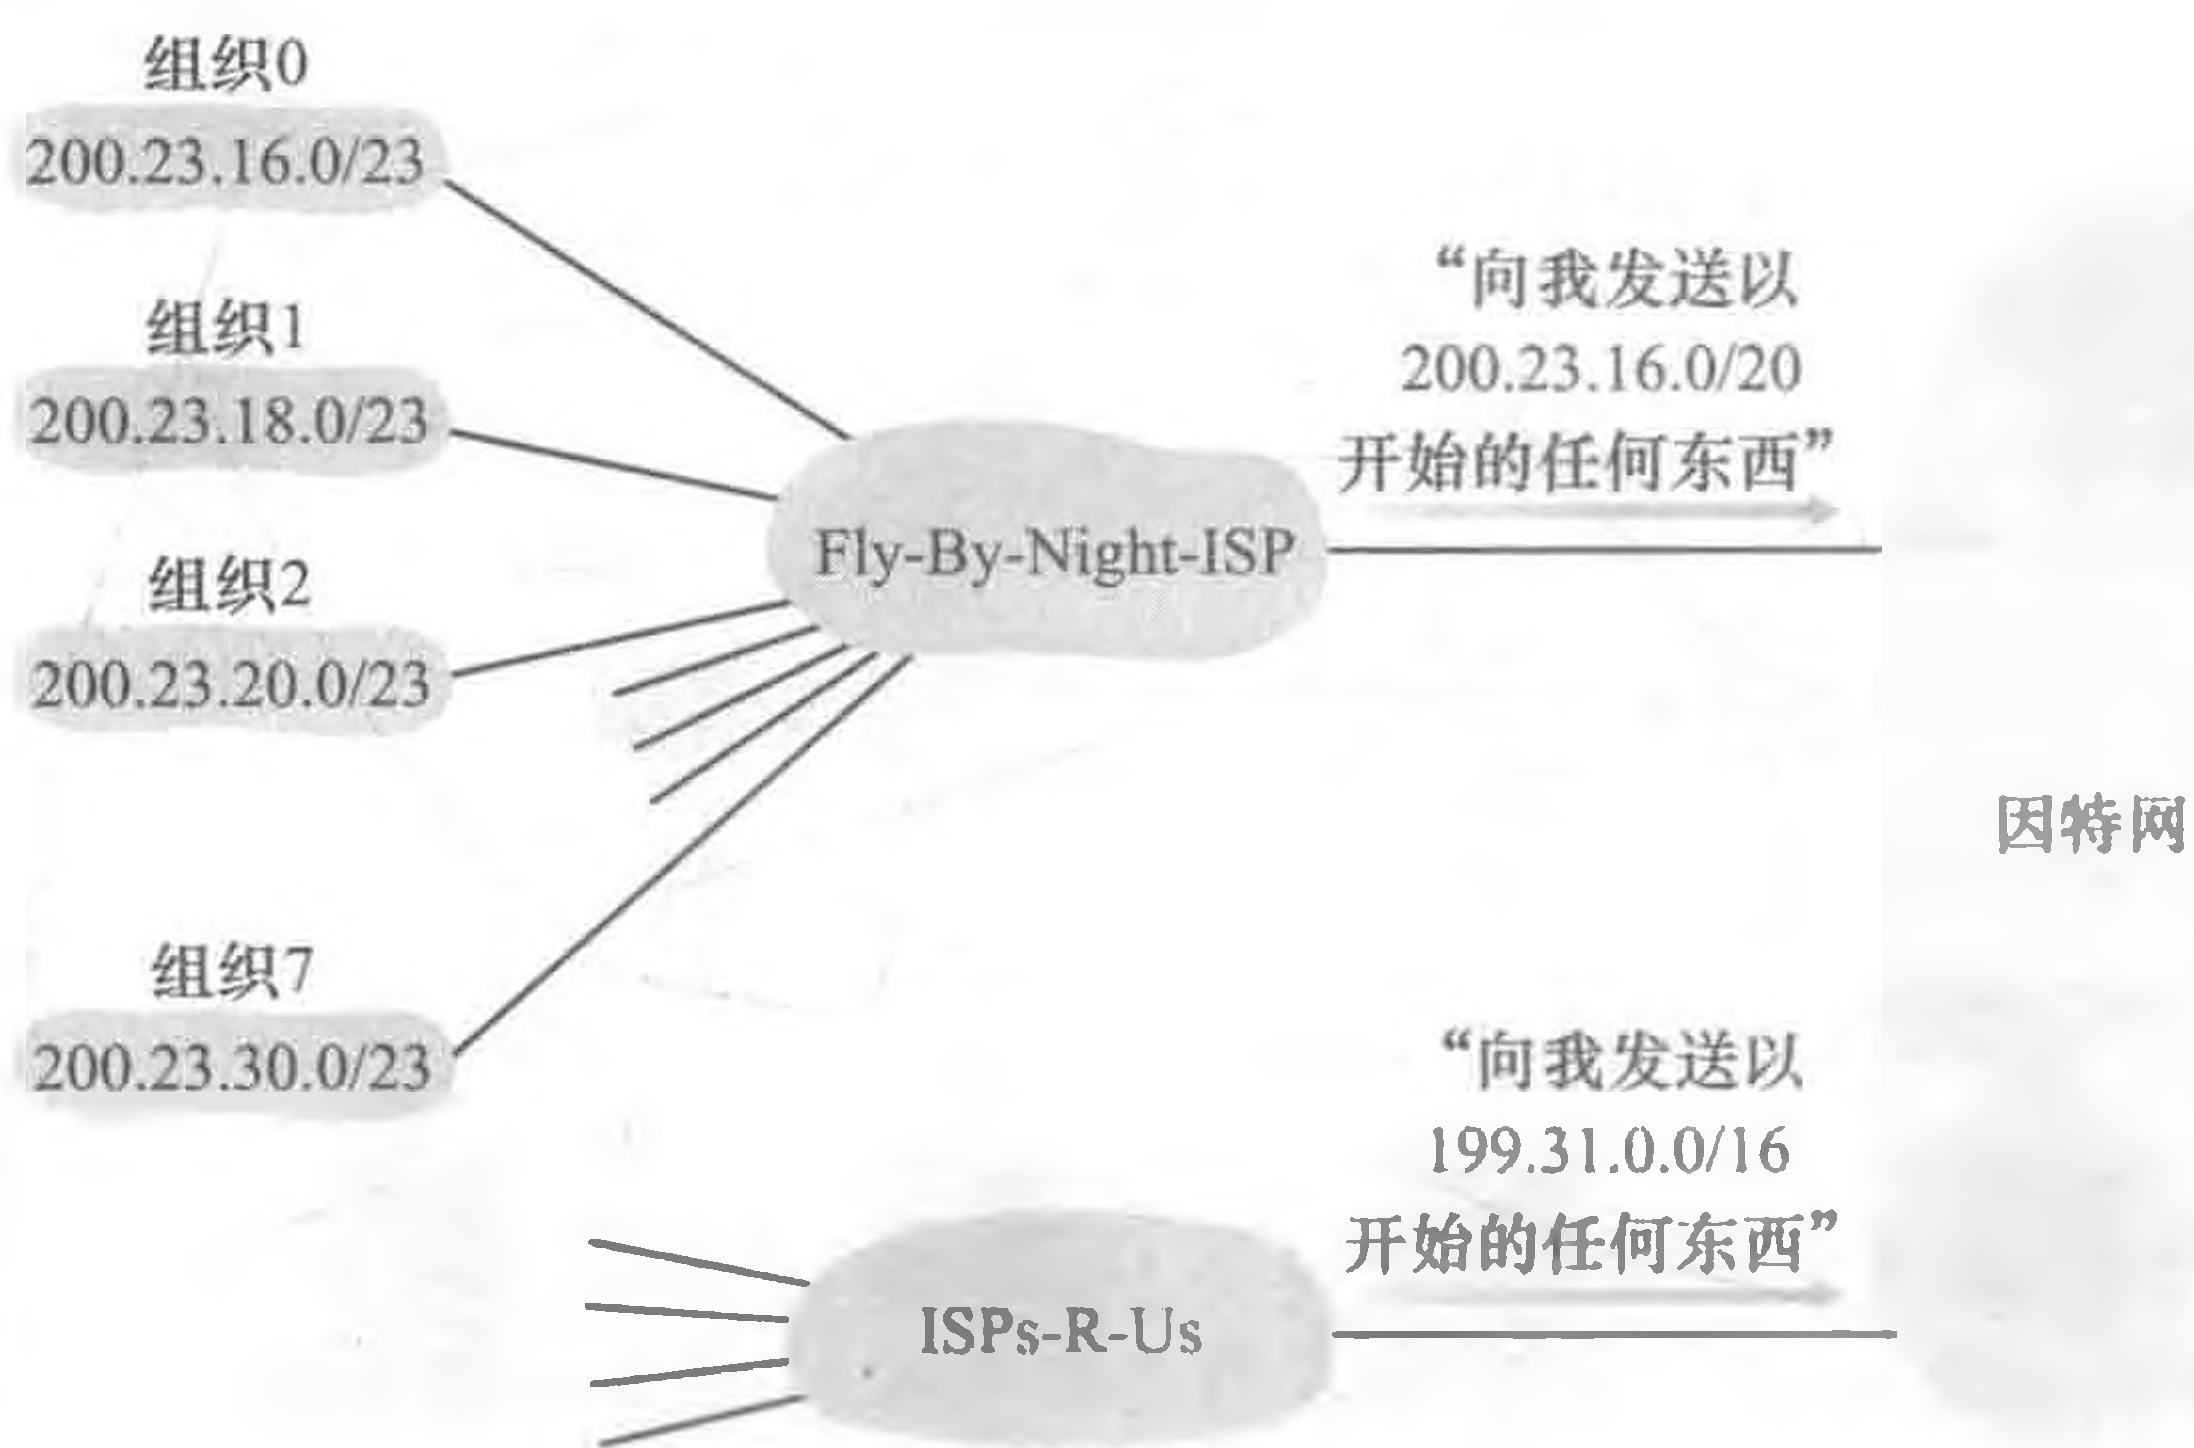 组织0
200.23.16.0/23
组织1
200.23.18.0/23
组织2
200.23.20.0/23
组织7
200.23.30.0/23
Fly-By-Night-ISP
“向我发送以
200.23.16.0/20
开始的任何东西”
因特网
“向我发送以
199.31.0.0/16
开始的任何东西”
ISPs-R-Us